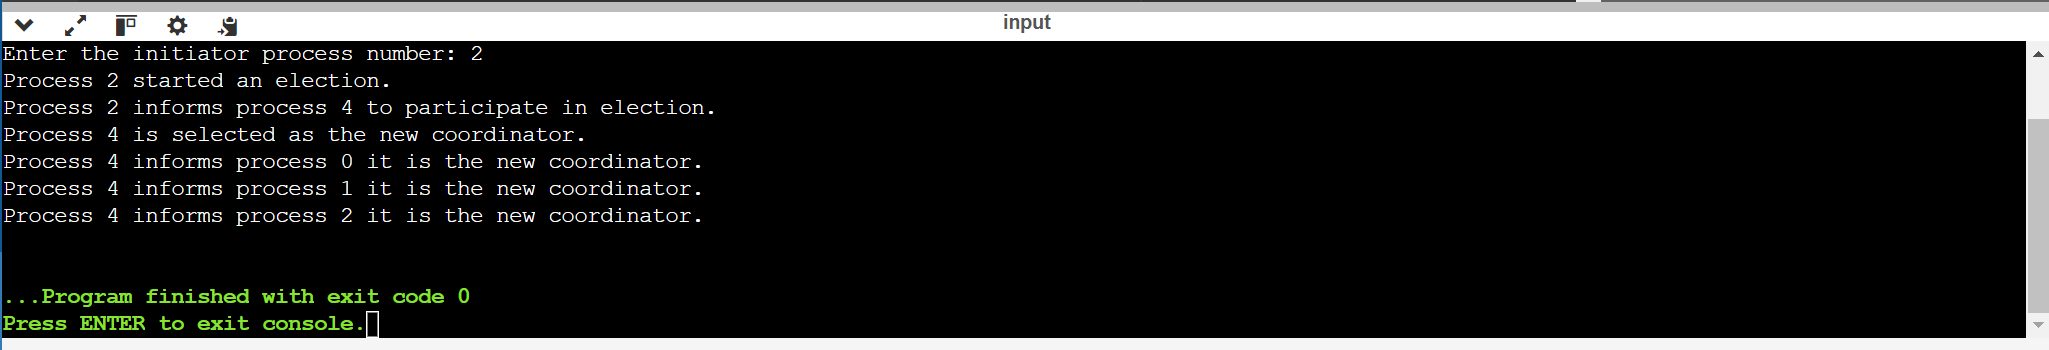 input
Enter the initiator process number: 2
Process 2 started an election.
Process 2 informs process 4 to participate in election.
Process 4 is selected as the new coordinator.
Process 4 informs process 0 it is the new coordinator.
Process 4 informs process 1 it is the new coordinator.
Process 4 informs process 2 it is the new coordinator.
...Program finished with exit code 0
Press ENTER to exit console.